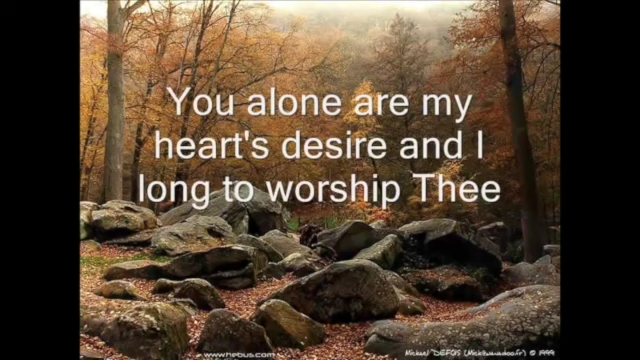 You alone are my
heart's desire and I
long to worship Thee
www.hebus.com